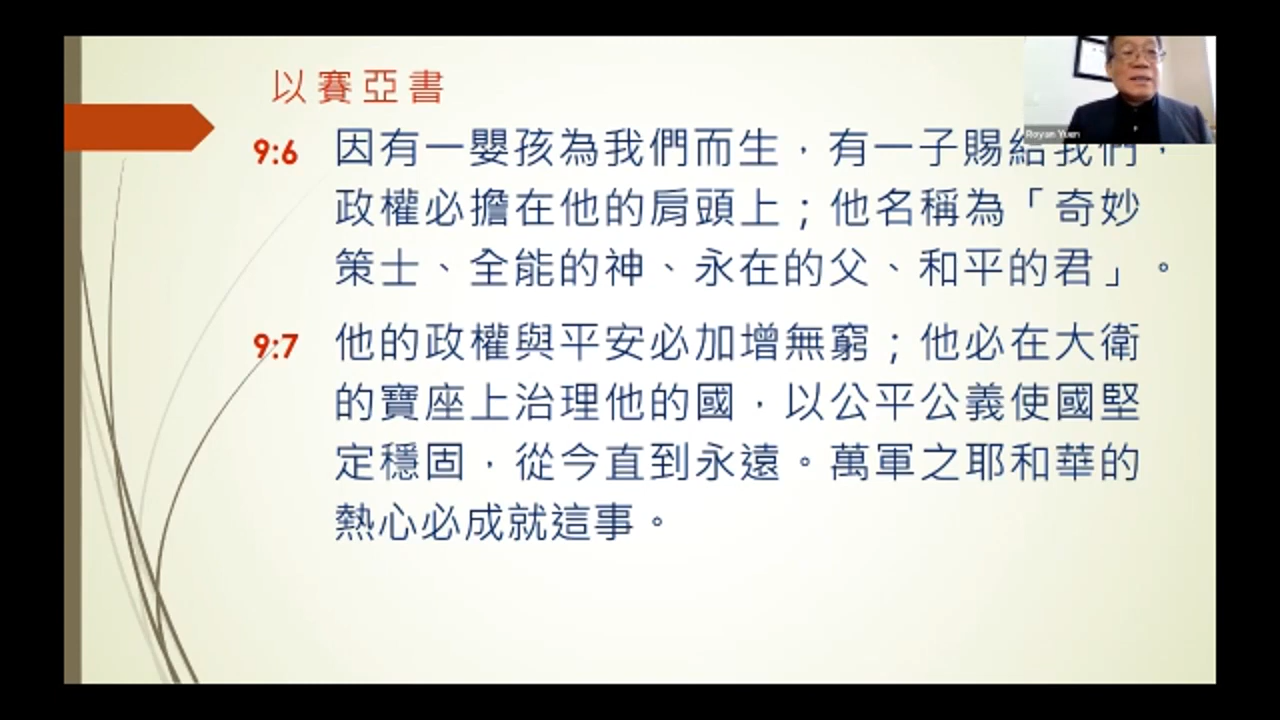 以賽亞書
Royan Yuen
9:6 因有一嬰孩為我們而生，有一子賜給我們，
政權必擔在他的肩頭上；他名稱為「奇妙
策士、全能的神、永在的父、和平的君」。
9:7 他的政權與平安必加增無窮；他必在大衛
的寶座上治理他的國，以公平公義使國堅
定穩固，從今直到永遠。萬軍之耶和華的
熱心必成就這事。